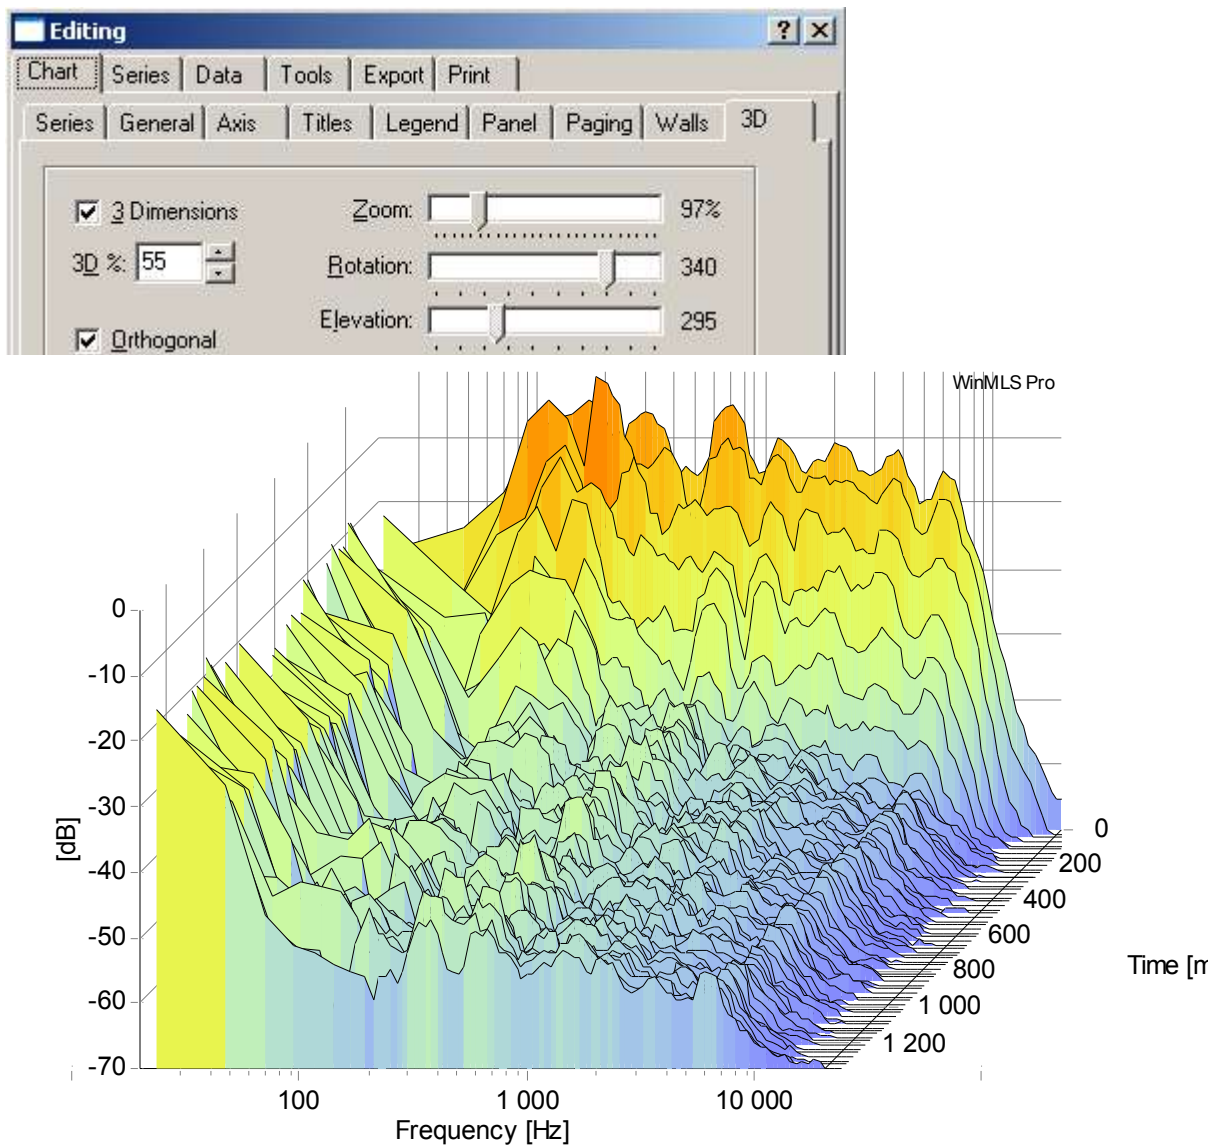 Editing
Chart Series Data Tools Export Print
Series General Axis Titles Legend Panel Paging Walls 3D
3 Dimensions Zoom: 97%
3D %: 55 Rotation: 340
Elevation: 295
Orthogonal
WinMLS Pro
0
-10
-20
-30
-40
-50
-60
-70
[dB]
0
200
400
600
800
1 000
1 200
Time [m
100 1 000 10 000
Frequency [Hz]